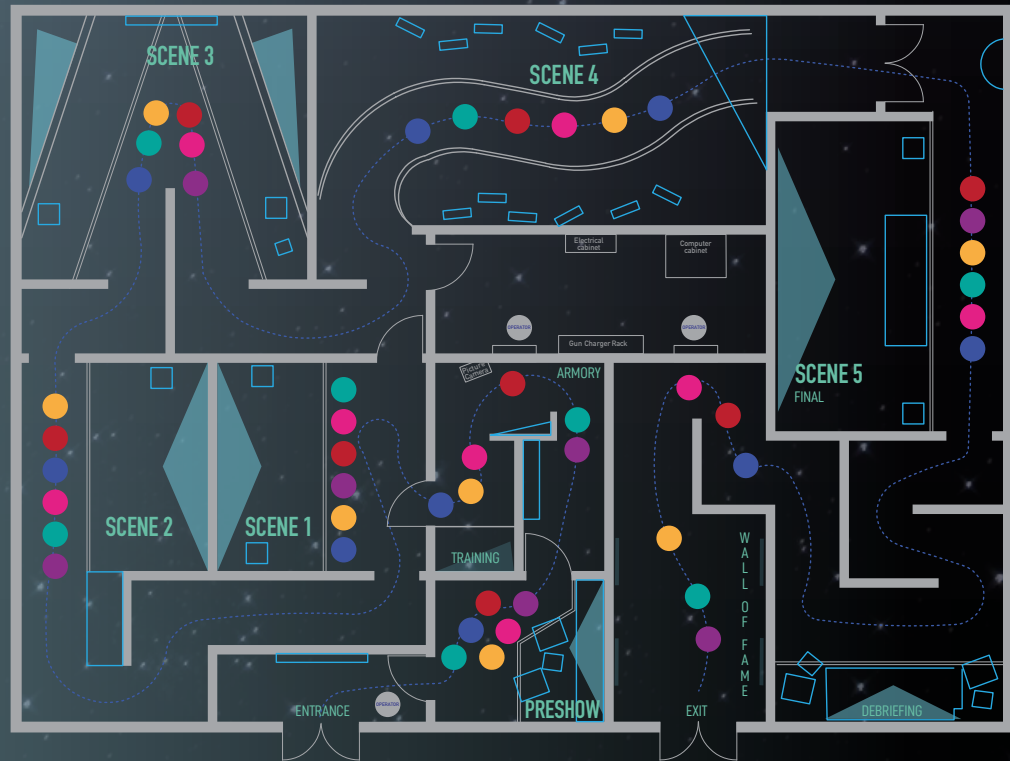 SCENE 3
SCENE 4
Electrical
cabinet
Computer
cabinet
OPERATOR
OPERATOR
Gun Charger Rack
Picture
Camera
ARMORY
SCENE 5
FINAL
SCENE 2
SCENE 1
TRAINING
WALL OF FAME
PRESHOW
ENTRANCE
OPERATOR
EXIT
DEBRIEFING